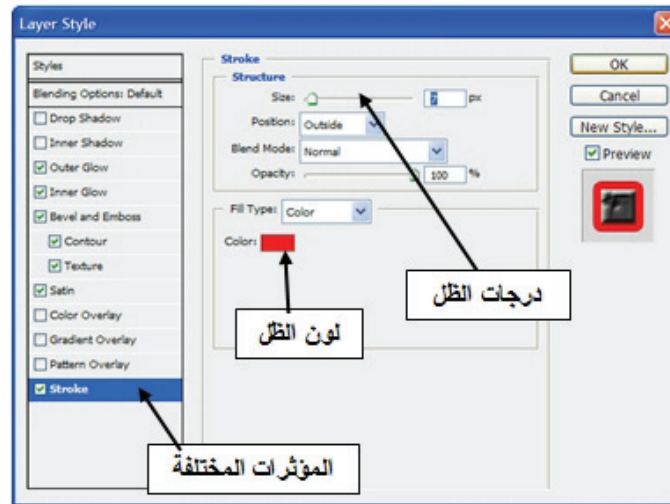 Layer Style
Styles
Blending Options: Default
Drop Shadow
Inner Shadow
Outer Glow
Inner Glow
Bevel and Emboss
Contour
Texture
Satin
Color Overlay
Gradient Overlay
Pattern Overlay
Stroke
Stroke
Structure
Size: 7 px
Position: Outside
Blend Mode: Normal
Opacity: 100 %
Fill Type: Color
Color:
OK
Cancel
New Style...
Preview
درجات الظل
لون الظل
المؤثرات المختلفة